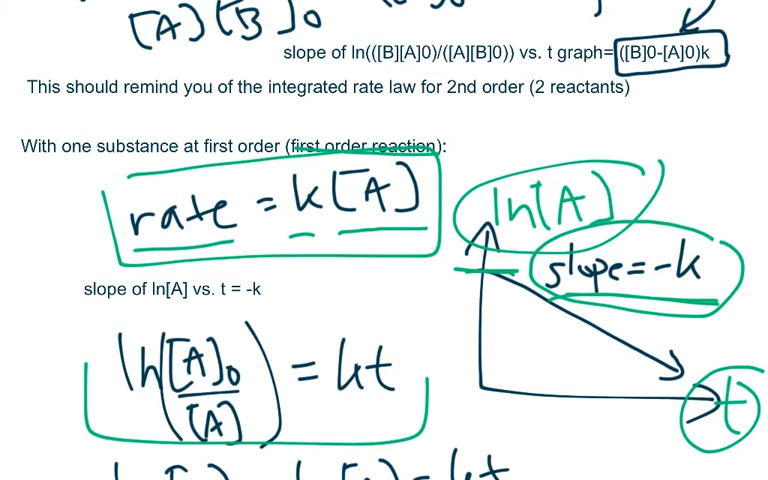 [A][B]0
slope of ln(([B][A]0)/([A][B]0)) vs. t graph=([B]0-[A]0)k
This should remind you of the integrated rate law for 2nd order (2 reactants)
With one substance at first order (first order reaction):
rate = k[A]
ln[A]
slope=-k
slope of ln[A] vs. t = -k
ln([A]0/[A]) = kt
t
= kt